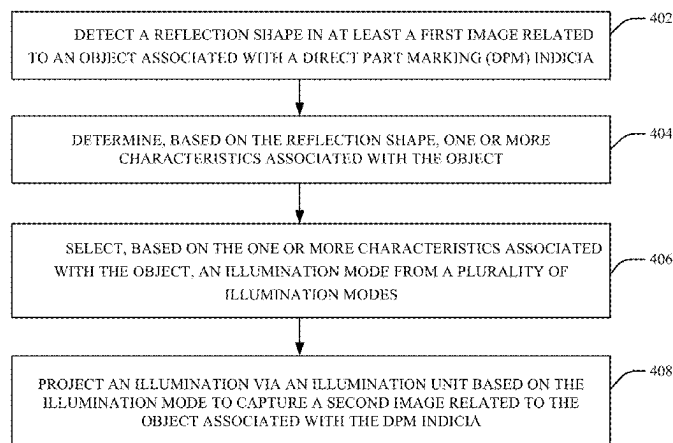 DETECT A REFLECTION SHAPE IN AT LEAST A FIRST IMAGE RELATED
TO AN OBJECT ASSOCIATED WITH A DIRECT PART MARKING (DPM) INDICIA
402
DETERMINE, BASED ON THE REFLECTION SHAPE, ONE OR MORE
CHARACTERISTICS ASSOCIATED WITH THE OBJECT
404
SELECT, BASED ON THE ONE OR MORE CHARACTERISTICS ASSOCIATED
WITH THE OBJECT, AN ILLUMINATION MODE FROM A PLURALITY OF
ILLUMINATION MODES
406
PROJECT AN ILLUMINATION VIA AN ILLUMINATION UNIT BASED ON THE
ILLUMINATION MODE TO CAPTURE A SECOND IMAGE RELATED TO THE
OBJECT ASSOCIATED WITH THE DPM INDICIA
408